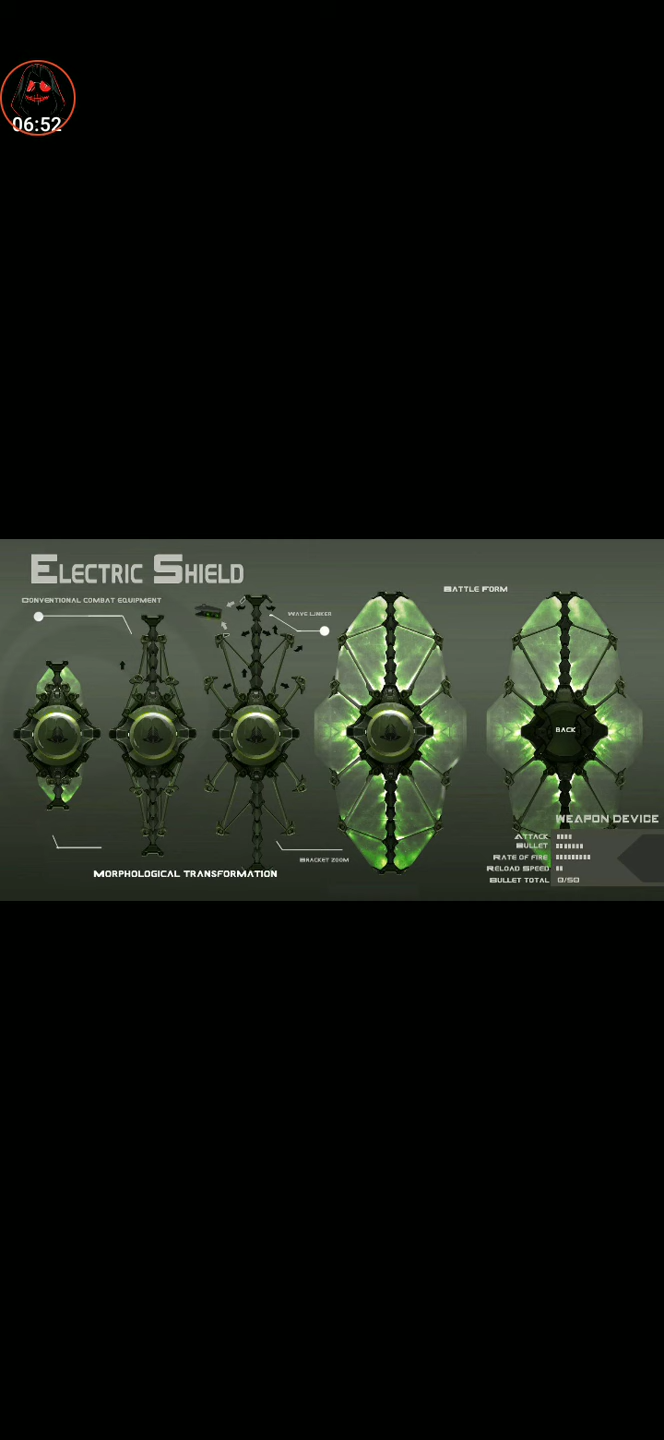 06:52
ELECTRIC SHIELD
CONVENTIONAL COMBAT EQUIPMENT
BATTLE FORM
WAVE LINKER
BACK
WEAPON DEVICE
ATTACK
BULLET
RATE OF FIRE
RELOAD SPEED
BULLET TOTAL 0/50
BRACKET ZOOM
MORPHOLOGICAL TRANSFORMATION